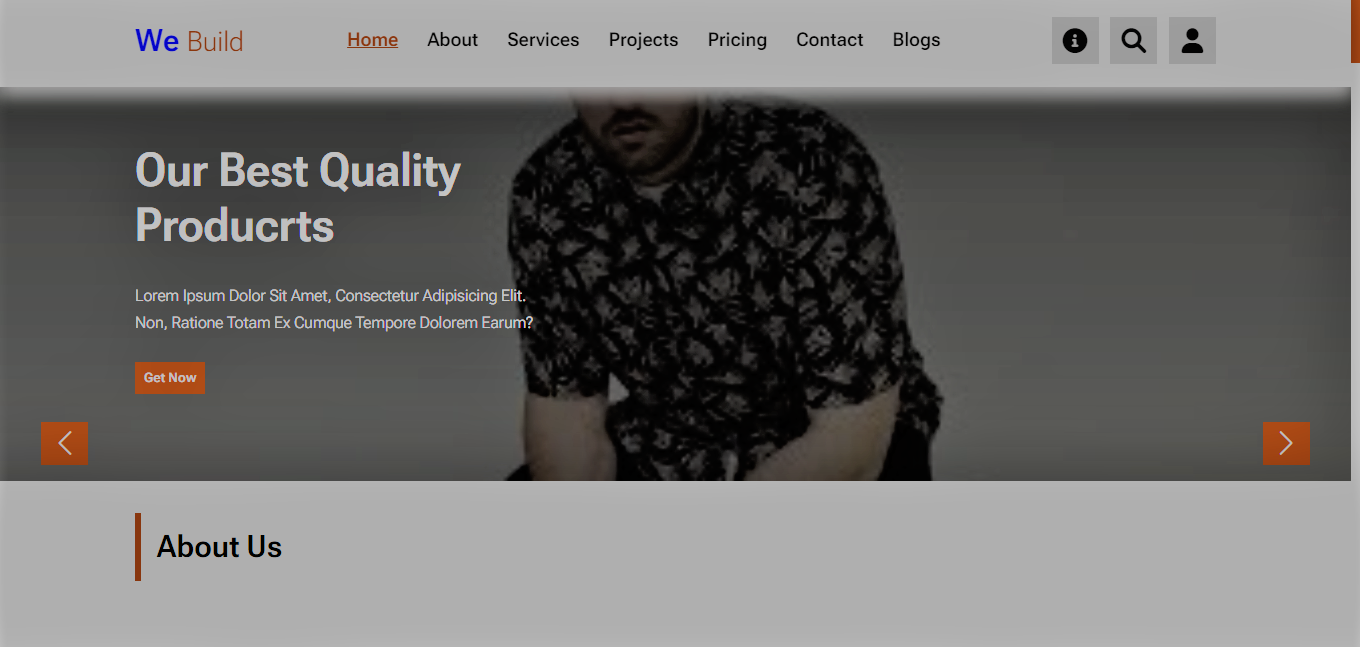 We Build
Home About Services Projects Pricing Contact Blogs
Our Best Quality
Producrts
Lorem Ipsum Dolor Sit Amet, Consectetur Adipisicing Elit.
Non, Ratione Totam Ex Cumque Tempore Dolorem Earum?
Get Now
About Us